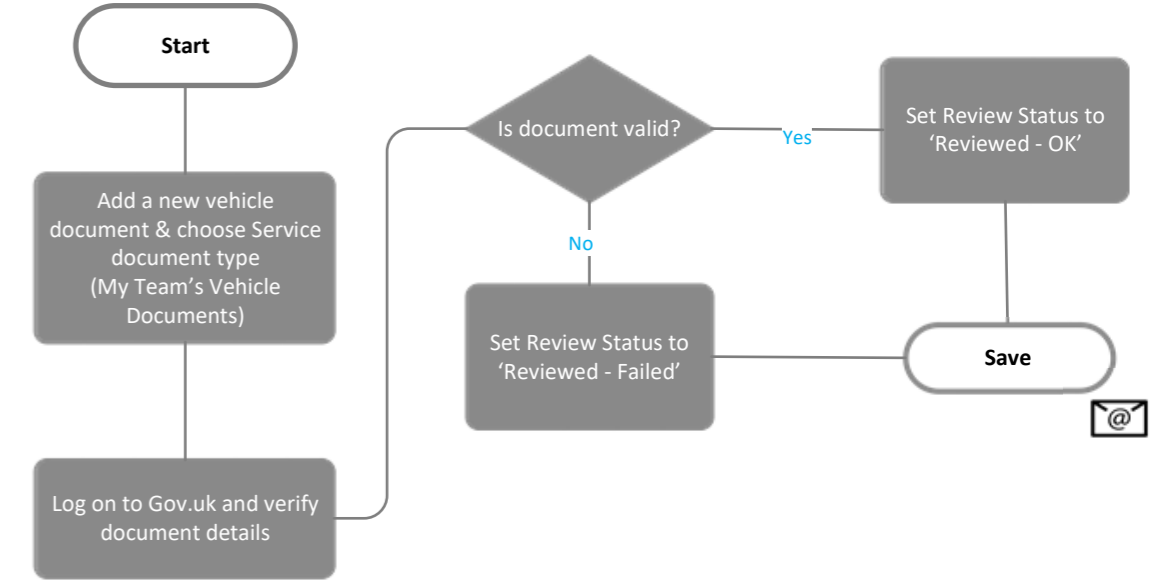 Start
Add a new vehicle
document & choose Service
document type
(My Team’s Vehicle
Documents)
Log on to Gov.uk and verify
document details
Is document valid?
Yes
No
Set Review Status to
‘Reviewed - OK’
Set Review Status to
‘Reviewed - Failed’
Save
@